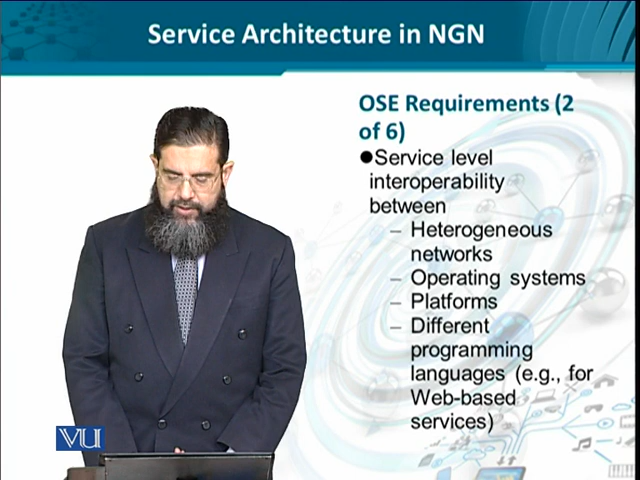 Service Architecture in NGN
OSE Requirements (2
of 6)
●Service level
interoperability
between
– Heterogeneous
networks
– Operating systems
– Platforms
– Different
programming
languages (e.g., for
Web-based
services)
VU